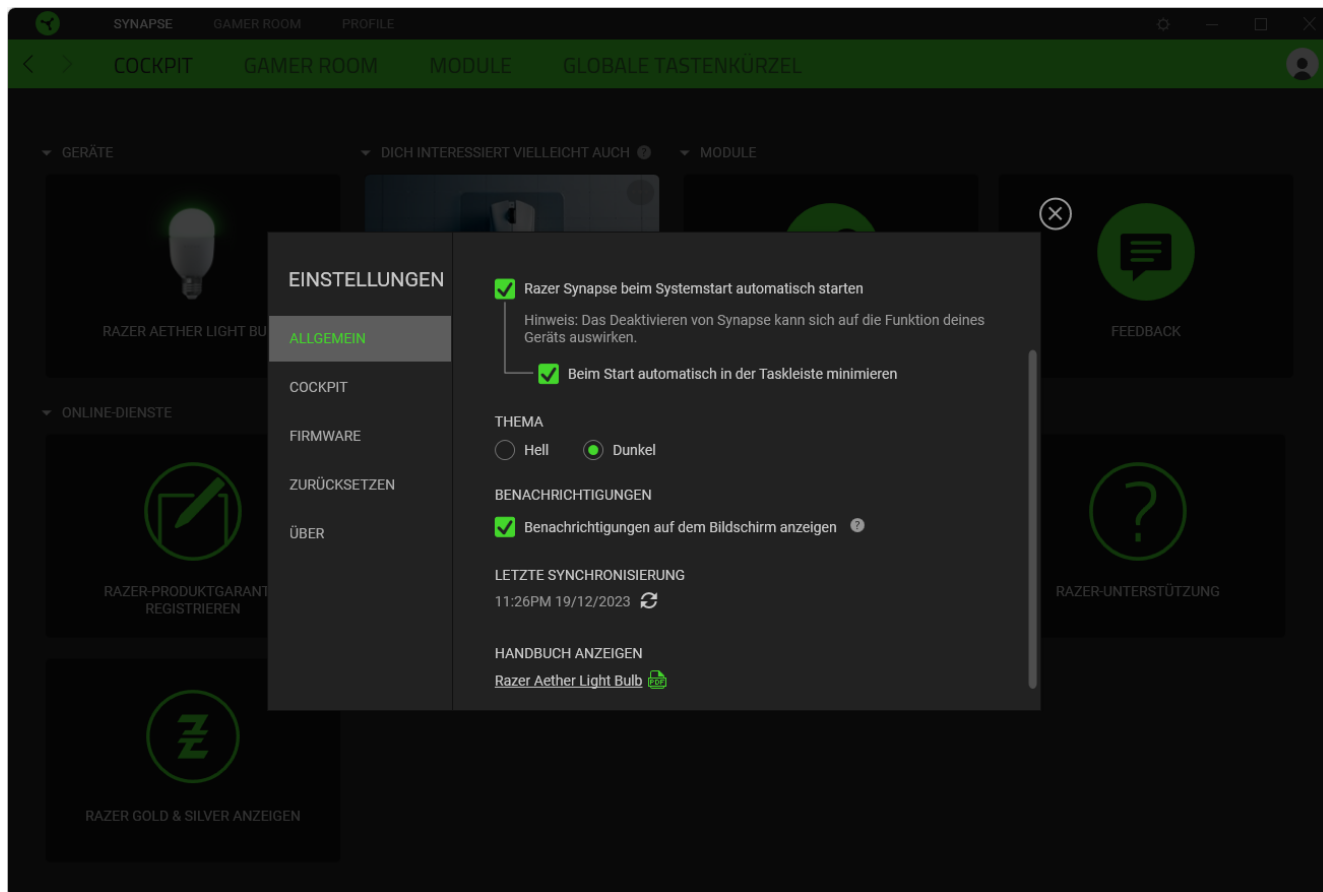 SYNAPSE GAMER ROOM PROFILE
COCKPIT GAMER ROOM MODULE GLOBALE TASTENKÜRZEL
GERÄTE
DICH INTERESSIERT VIELLEICHT AUCH ?
MODULE
RAZER AETHER LIGHT BU
FEEDBACK
ONLINE-DIENSTE
RAZER-PRODUKTGARANT
REGISTRIEREN
RAZER-UNTERSTÜTZUNG
RAZER GOLD & SILVER ANZEIGEN
EINSTELLUNGEN
ALLGEMEIN
COCKPIT
FIRMWARE
ZURÜCKSETZEN
ÜBER
Razer Synapse beim Systemstart automatisch starten
Hinweis: Das Deaktivieren von Synapse kann sich auf die Funktion deines
Geräts auswirken.
Beim Start automatisch in der Taskleiste minimieren
THEMA
Hell Dunkel
BENACHRICHTIGUNGEN
Benachrichtigungen auf dem Bildschirm anzeigen ?
LETZTE SYNCHRONISIERUNG
11:26PM 19/12/2023
HANDBUCH ANZEIGEN
Razer Aether Light Bulb PDF